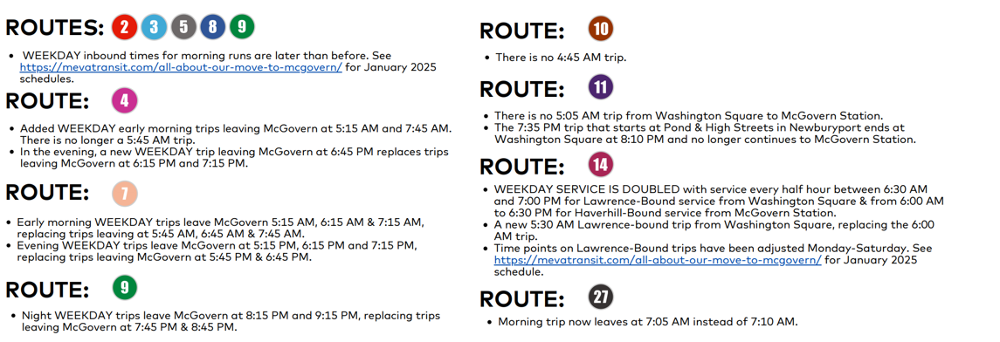 ROUTES: 2 3 5 8 9
• WEEKDAY inbound times for morning runs are later than before. See
https://mevatransit.com/all-about-our-move-to-mcgovern/ for January 2025
schedules.
ROUTE: 4
• Added WEEKDAY early morning trips leaving McGovern at 5:15 AM and 7:45 AM.
There is no longer a 5:45 AM trip.
• In the evening, a new WEEKDAY trip leaving McGovern at 6:45 PM replaces trips
leaving McGovern at 6:15 PM and 7:15 PM.
ROUTE: 7
• Early morning WEEKDAY trips leave McGovern 5:15 AM, 6:15 AM & 7:15 AM,
replacing trips leaving at 5:45 AM, 6:45 AM & 7:45 AM.
• Evening WEEKDAY trips leave McGovern at 5:15 PM, 6:15 PM and 7:15 PM,
replacing trips leaving McGovern at 5:45 PM & 6:45 PM.
ROUTE: 9
• Night WEEKDAY trips leave McGovern at 8:15 PM and 9:15 PM, replacing trips
leaving McGovern at 7:45 PM & 8:45 PM.
ROUTE: 10
• There is no 4:45 AM trip.
ROUTE: 11
• There is no 5:05 AM trip from Washington Square to McGovern Station.
• The 7:35 PM trip that starts at Pond & High Streets in Newburyport ends at
Washington Square at 8:10 PM and no longer continues to McGovern Station.
ROUTE: 14
• WEEKDAY SERVICE IS DOUBLED with service every half hour between 6:30 AM
and 7:00 PM for Lawrence-Bound service from Washington Square & from 6:00 AM
to 6:30 PM for Haverhill-Bound service from McGovern Station.
• A new 5:30 AM Lawrence-bound trip from Washington Square, replacing the 6:00
AM trip.
• Time points on Lawrence-Bound trips have been adjusted Monday-Saturday. See
https://mevatransit.com/all-about-our-move-to-mcgovern/ for January 2025
schedule.
ROUTE: 27
• Morning trip now leaves at 7:05 AM instead of 7:10 AM.